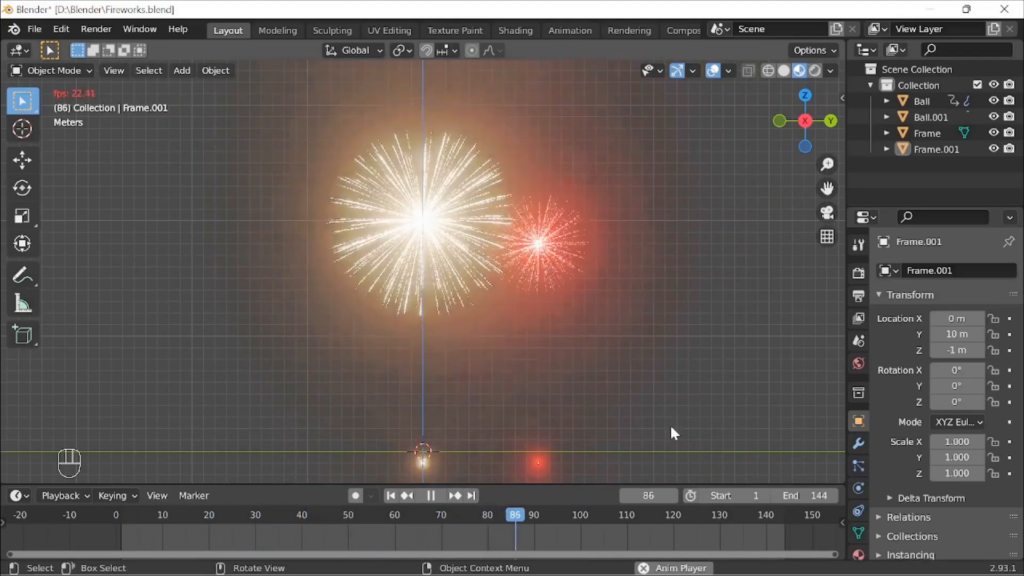 Blender* [D:\Blender\Fireworks.blend]
File Edit Render Window Help Layout Modeling Sculpting UV Editing Texture Paint Shading Animation Rendering Compos Scene View Layer
Global Options
Object Mode View Select Add Object
fps: 22.41
(86) Collection | Frame.001
Meters
Z
X
Y
Scene Collection
Collection
Ball
Ball.001
Frame
Frame.001
Frame.001
Frame.001
Transform
Location X 0 m
Y 10 m
Z -1 m
Rotation X 0°
Y 0°
Z 0°
Mode XYZ Eul...
Scale X 1.000
Y 1.000
Z 1.000
Delta Transform
Relations
Collections
Instancing
Playback Keying View Marker 86 Start 1 End 144
-20 -10 0 10 20 30 40 50 60 70 80 86 90 100 110 120 130 140 150
Select Box Select Rotate View Object Context Menu Anim Player 2.93.1